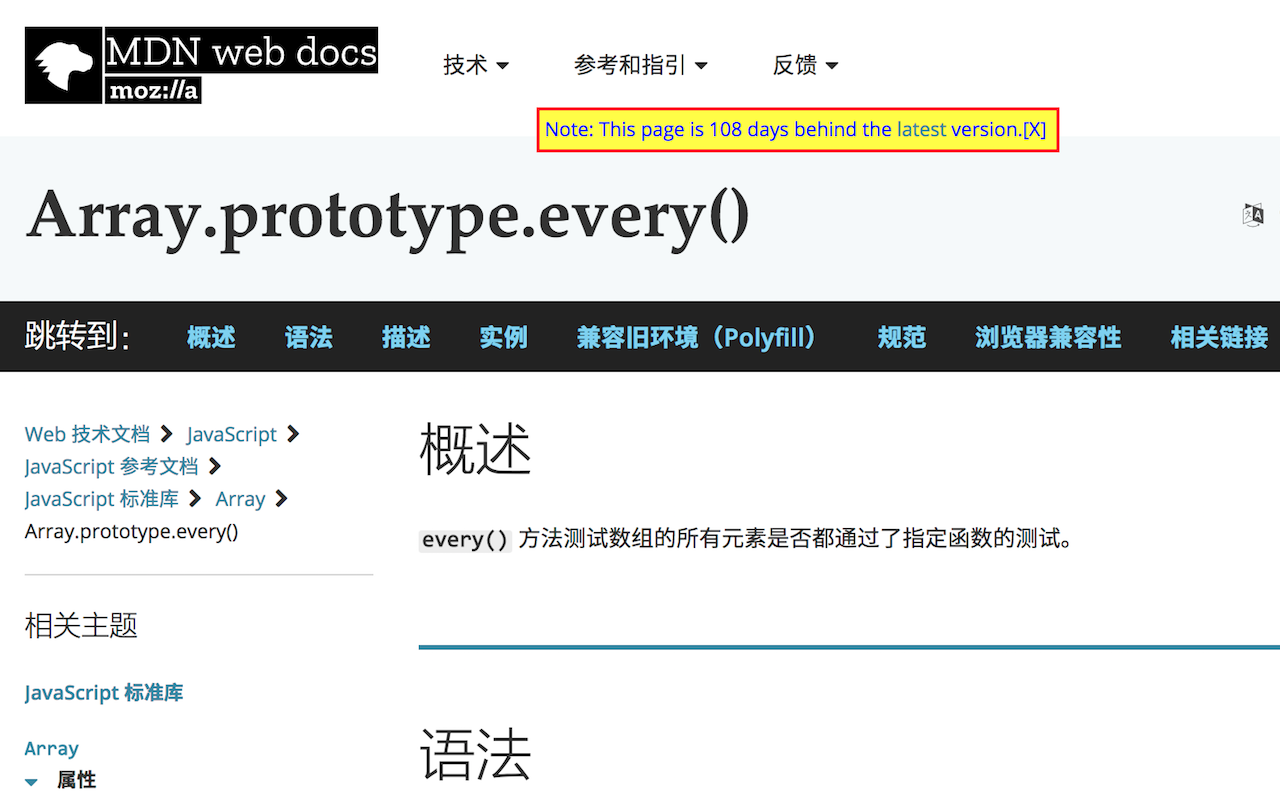 MDN web docs
moz://a
技术 参考和指引 反馈
Note: This page is 108 days behind the latest version.[X]
Array.prototype.every()
跳转到： 概述 语法 描述 实例 兼容旧环境（Polyfill） 规范 浏览器兼容性 相关链接
Web 技术文档 JavaScript
JavaScript 参考文档
JavaScript 标准库 Array
Array.prototype.every()
相关主题
JavaScript 标准库
Array
属性
概述
every() 方法测试数组的所有元素是否都通过了指定函数的测试。
语法